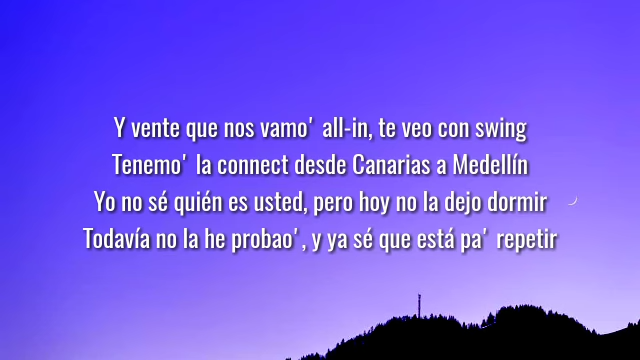 Y vente que nos vamo' all-in, te veo con swing
Tenemo' la connect desde Canarias a Medellín
Yo no sé quién es usted, pero hoy no la dejo dormir
Todavía no la he probao', y ya sé que está pa' repetir